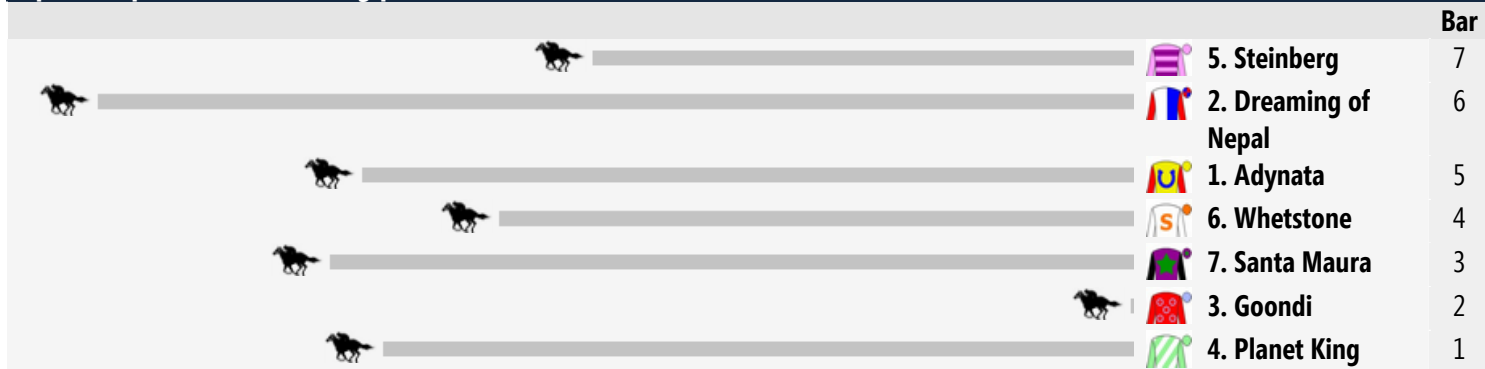 Bar
5. Steinberg 7
2. Dreaming of 6
Nepal
1. Adynata 5
S
6. Whetstone 4
7. Santa Maura 3
3. Goondi 2
4. Planet King 1